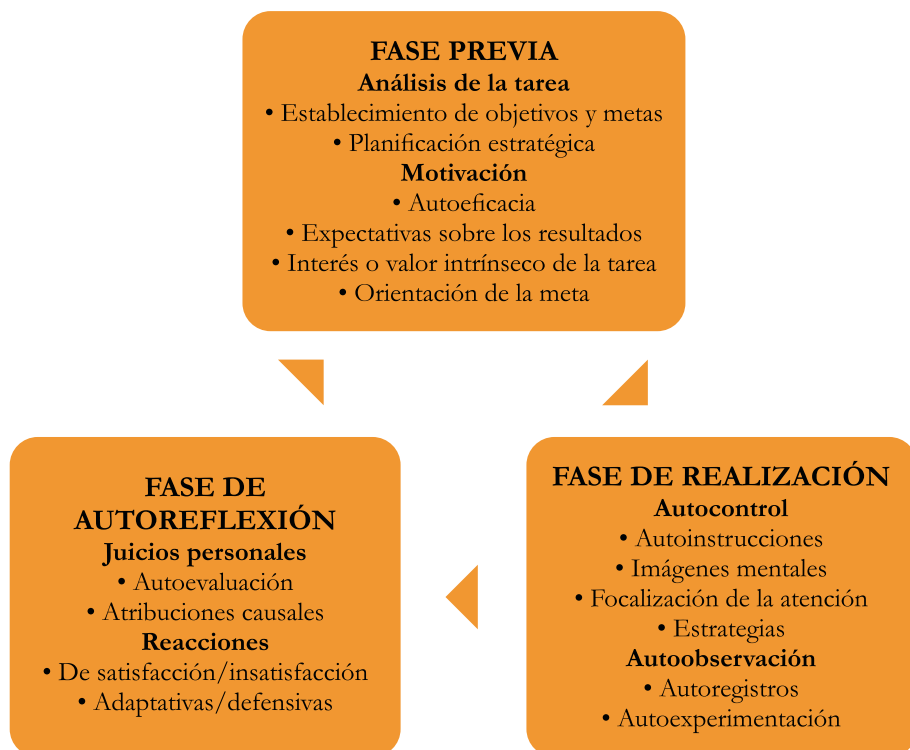 FASE PREVIA
Análisis de la tarea
• Establecimiento de objetivos y metas
• Planificación estratégica
Motivación
• Autoeficacia
• Expectativas sobre los resultados
• Interés o valor intrínseco de la tarea
• Orientación de la meta
FASE DE
AUTOREFLEXIÓN
Juicios personales
• Autoevaluación
• Atribuciones causales
Reacciones
• De satisfacción/insatisfacción
• Adaptativas/defensivas
FASE DE REALIZACIÓN
Autocontrol
• Autoinstrucciones
• Imágenes mentales
• Focalización de la atención
• Estrategias
Autoobservación
• Autoregistros
• Autoexperimentación